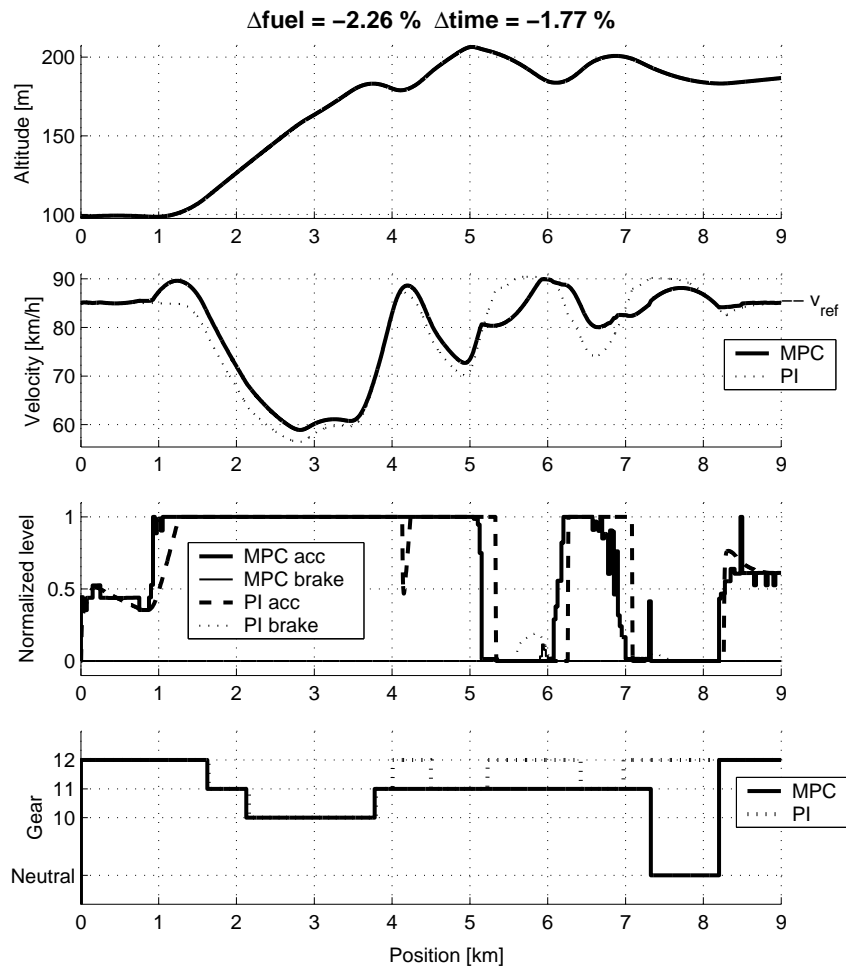 Δfuel = −2.26 % Δtime = −1.77 %
200
150
100
Altitude [m]
0 1 2 3 4 5 6 7 8 9
90
80
70
60
Velocity [km/h]
v_ref
MPC
PI
0 1 2 3 4 5 6 7 8 9
1
0.5
0
Normalized level
MPC acc
MPC brake
PI acc
PI brake
0 1 2 3 4 5 6 7 8 9
12
11
10
Neutral
Gear
MPC
PI
0 1 2 3 4 5 6 7 8 9
Position [km]